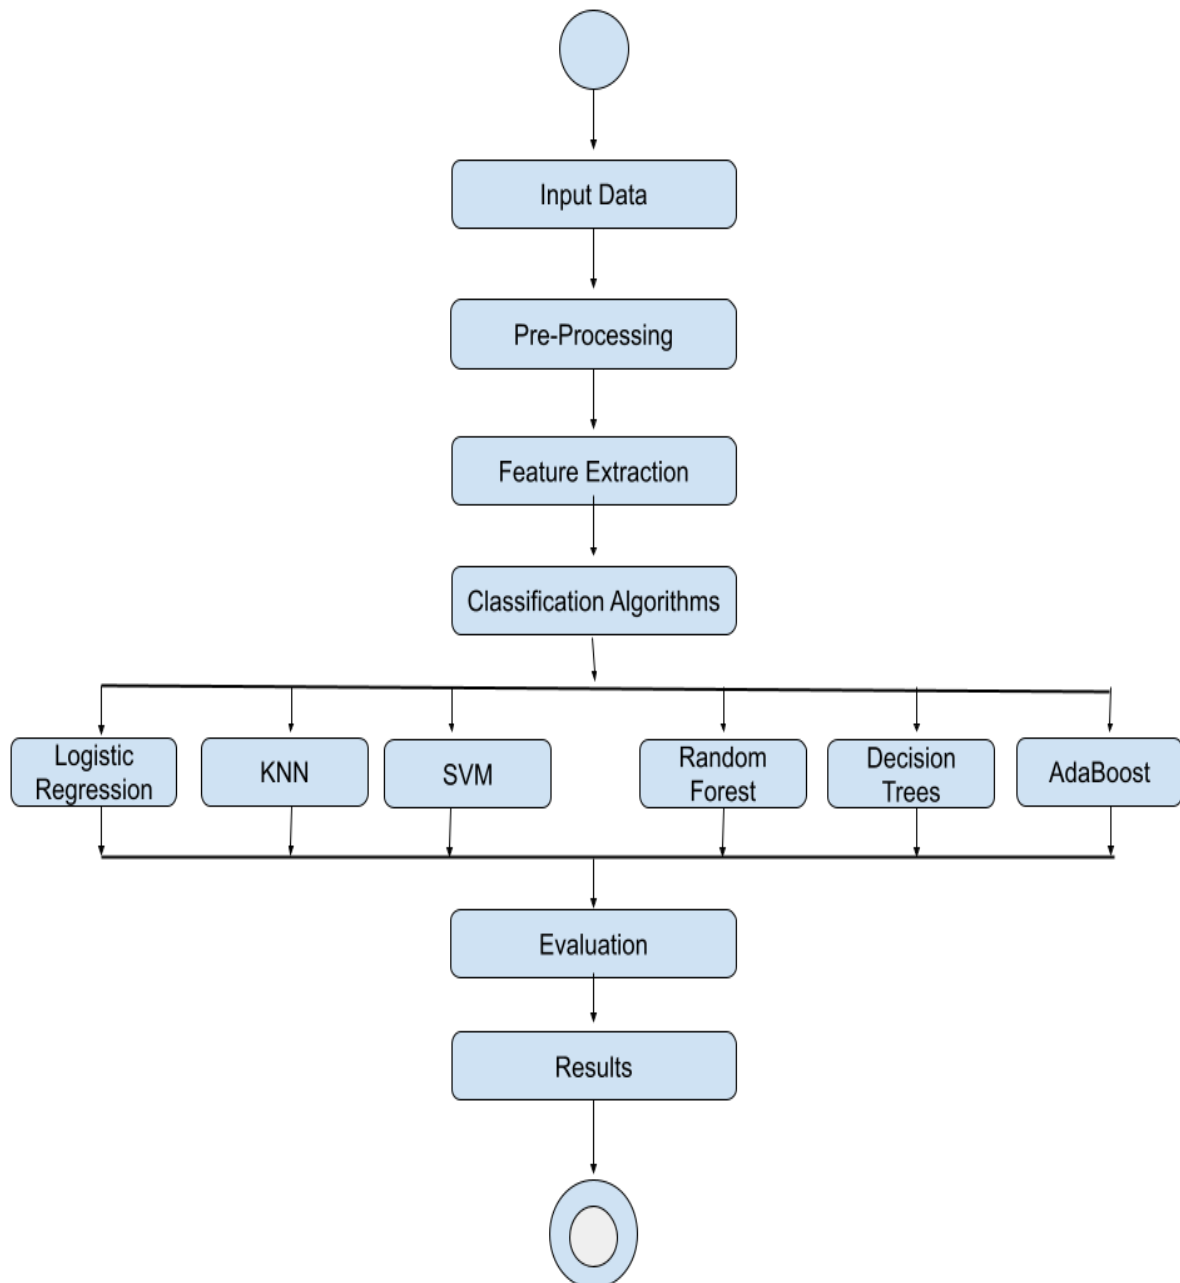 Input Data
Pre-Processing
Feature Extraction
Classification Algorithms
Logistic
Regression
KNN
SVM
Random
Forest
Decision
Trees
AdaBoost
Evaluation
Results